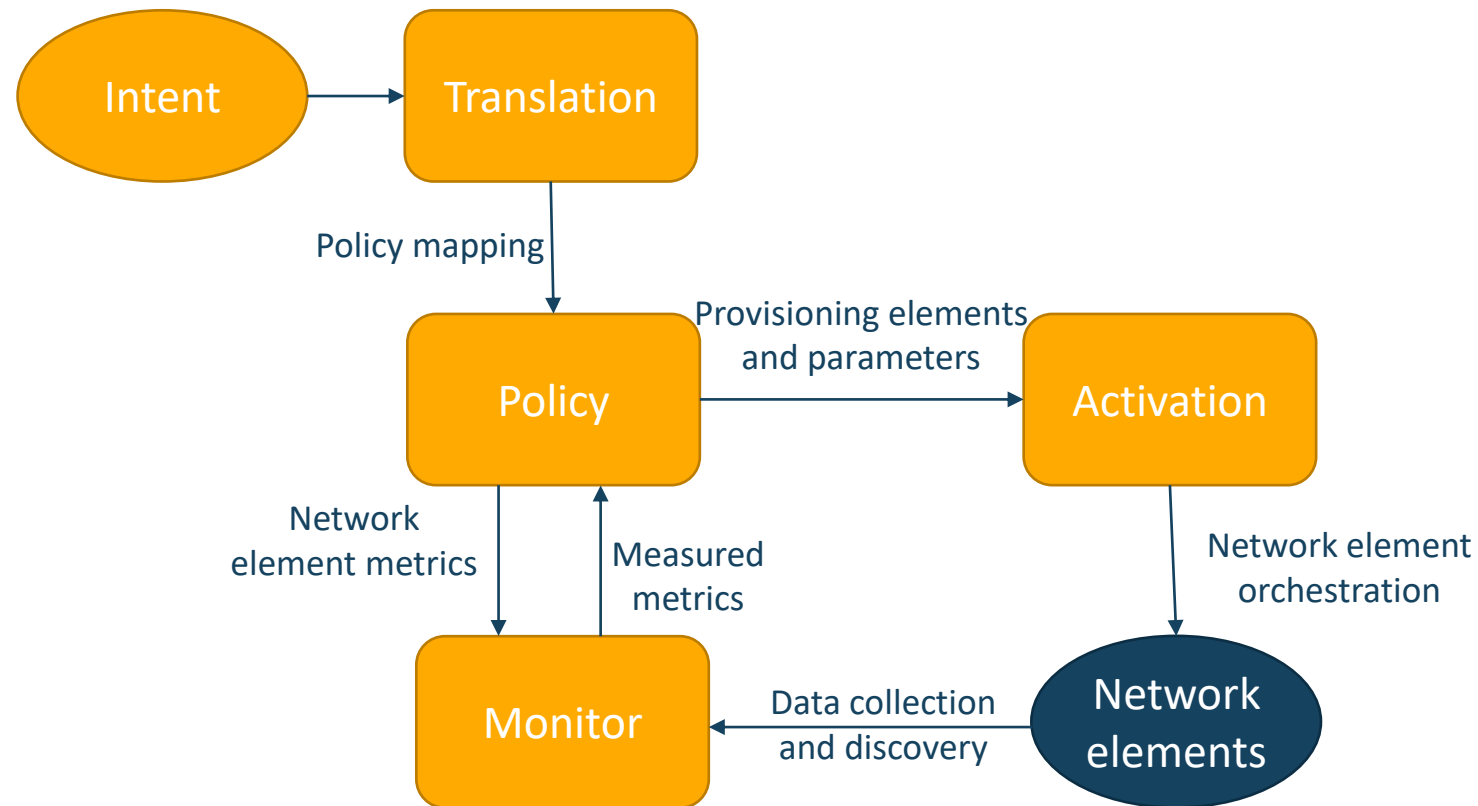 Intent
Translation
Policy mapping
Provisioning elements
and parameters
Policy
Activation
Network
element metrics
Measured
metrics
Network element
orchestration
Monitor
Data collection
and discovery
Network
elements